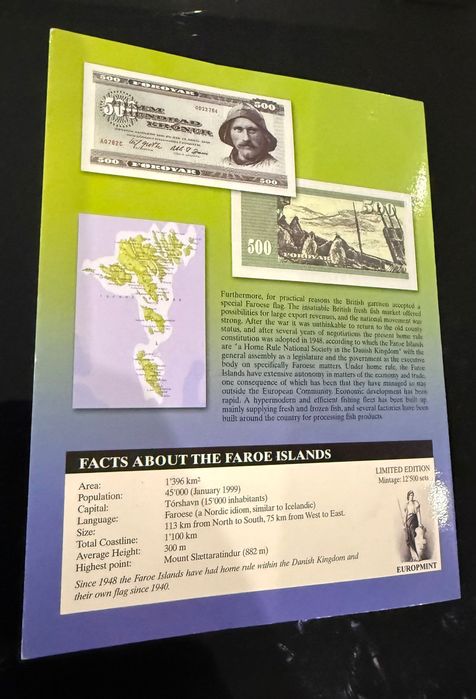 500 FØROYAR 500
500
FEM
HUNDRAÐ
KRÓNUR
A0782C
500 FØROYAR 500
500 500
FØROYAR
Furthermore, for practical reasons the British garrison accepted a
special Faroese flag. The insatiable British fresh fish market offered
possibilities for large export revenues, and the national movement was
strong. After the war it was unthinkable to return to the old county
status, and after several years of negotiations the present home rule
constitution was adopted in 1948, according to which the Faroe Islands
are "a Home Rule National Society in the Danish Kingdom" with the
general assembly as a legislature and the government as the executive
body on specifically Faroese matters. Under home rule, the Faroe
Islands have extensive autonomy in matters of the economy and trade,
one consequence of which has been that they have managed to stay
outside the European Community. Economic development has been
rapid. A hypermodern and efficient fishing fleet has been built up,
mainly supplying fresh and frozen fish, and several factories have been
built around the country for processing fish products.
FACTS ABOUT THE FAROE ISLANDS
Area: 1'396 km²
Population: 45'000 (January 1999)
Capital: Tórshavn (15'000 inhabitants)
Language: Faroese (a Nordic idiom, similar to Icelandic)
Size: 113 km from North to South, 75 km from West to East.
Total Coastline: 1'100 km
Average Height: 300 m
Highest point: Mount Slættaratindur (882 m)
Since 1948 the Faroe Islands have had home rule within the Danish Kingdom and
their own flag since 1940.
LIMITED EDITION
Mintage: 12'500 sets
EUROPMINT